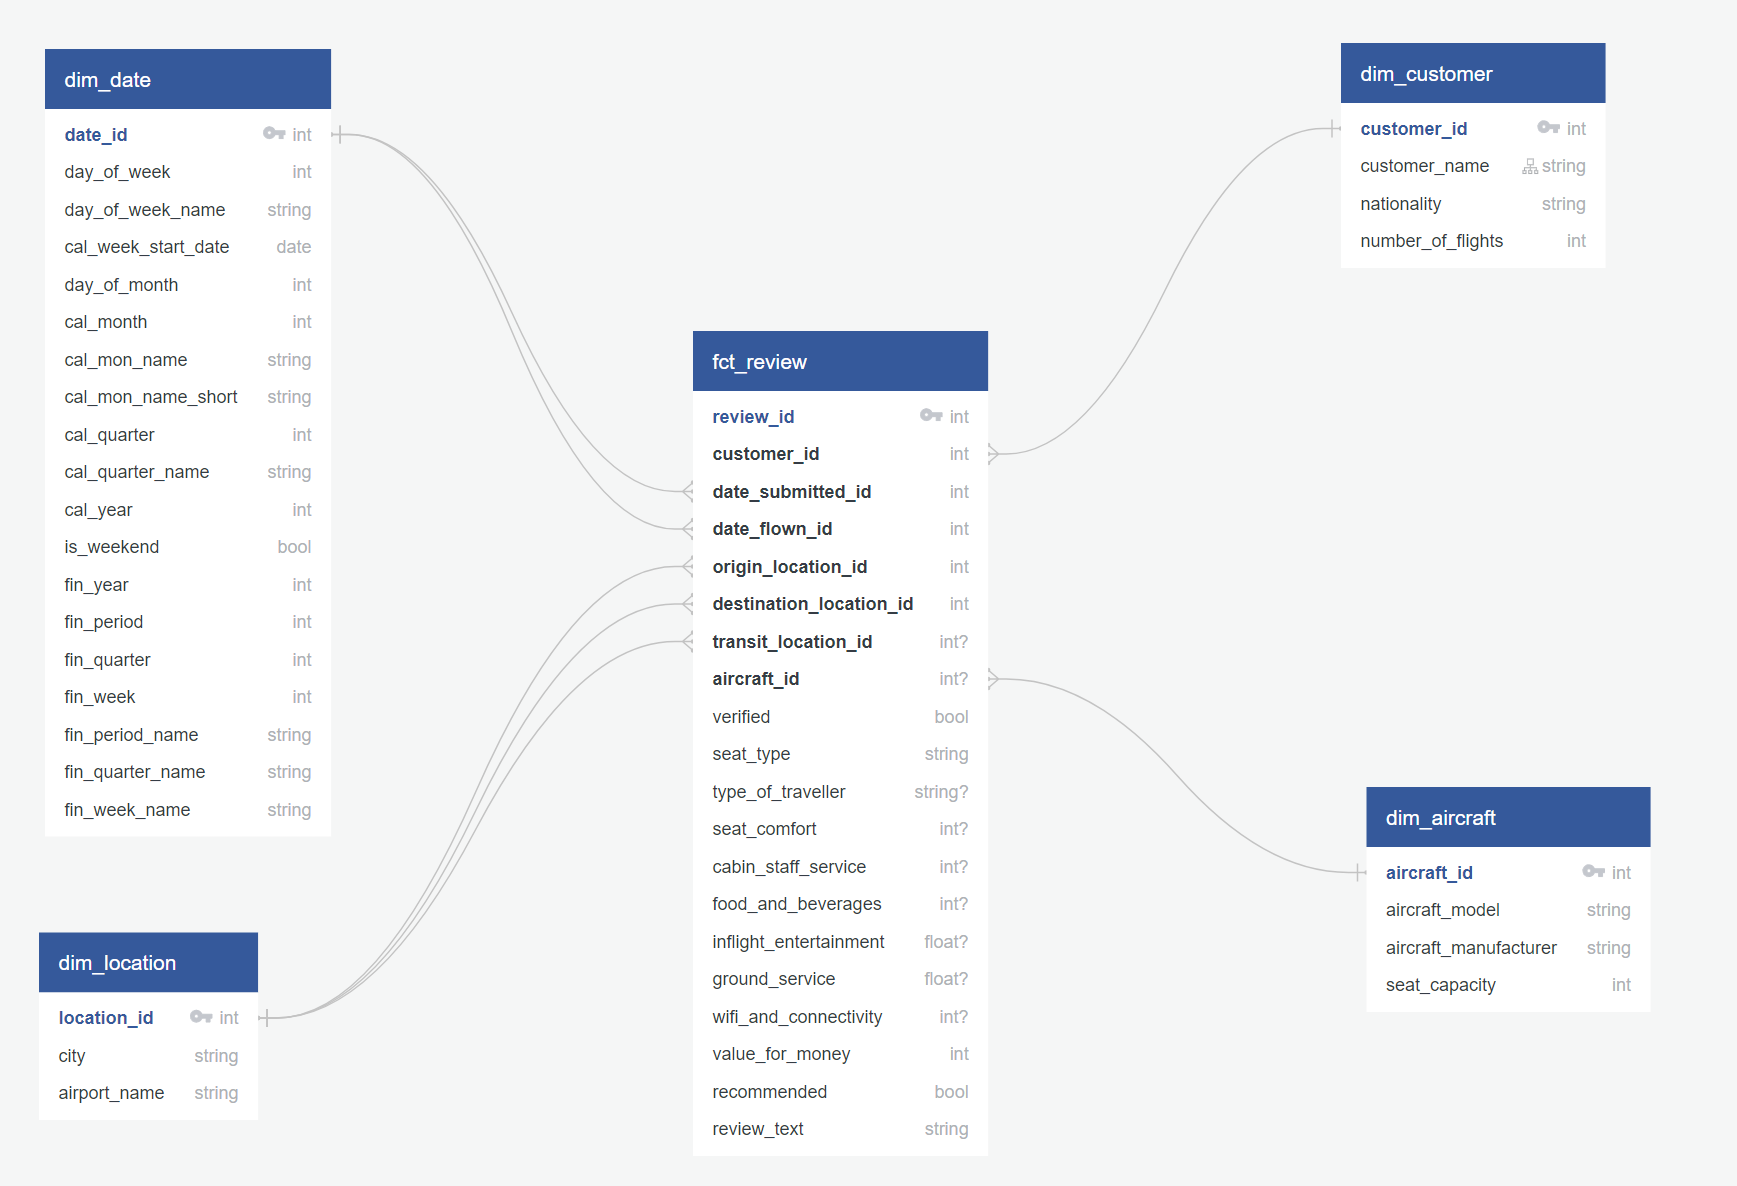 dim_date
date_id int
day_of_week int
day_of_week_name string
cal_week_start_date date
day_of_month int
cal_month int
cal_mon_name string
cal_mon_name_short string
cal_quarter int
cal_quarter_name string
cal_year int
is_weekend bool
fin_year int
fin_period int
fin_quarter int
fin_week int
fin_period_name string
fin_quarter_name string
fin_week_name string
dim_location
location_id int
city string
airport_name string
fct_review
review_id int
customer_id int
date_submitted_id int
date_flown_id int
origin_location_id int
destination_location_id int
transit_location_id int?
aircraft_id int?
verified bool
seat_type string
type_of_traveller string?
seat_comfort int?
cabin_staff_service int?
food_and_beverages int?
inflight_entertainment float?
ground_service float?
wifi_and_connectivity int?
value_for_money int
recommended bool
review_text string
dim_customer
customer_id int
customer_name string
nationality string
number_of_flights int
dim_aircraft
aircraft_id int
aircraft_model string
aircraft_manufacturer string
seat_capacity int